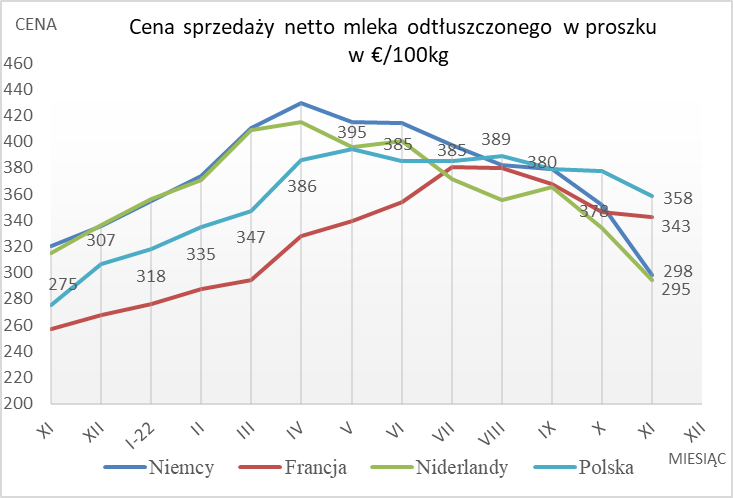 CENA
Cena sprzedaży netto mleka odtłuszczonego w proszku
w €/100kg
460
440
420
400
380
360
340
320
300
280
260
240
220
200
275
307
318
335
347
386
395
385
385
389
380
378
358
343
298
295
XI
XII
I-22
II
III
IV
V
VI
VII
VIII
IX
X
XI
XII
MIESIĄC
Niemcy
Francja
Niderlandy
Polska